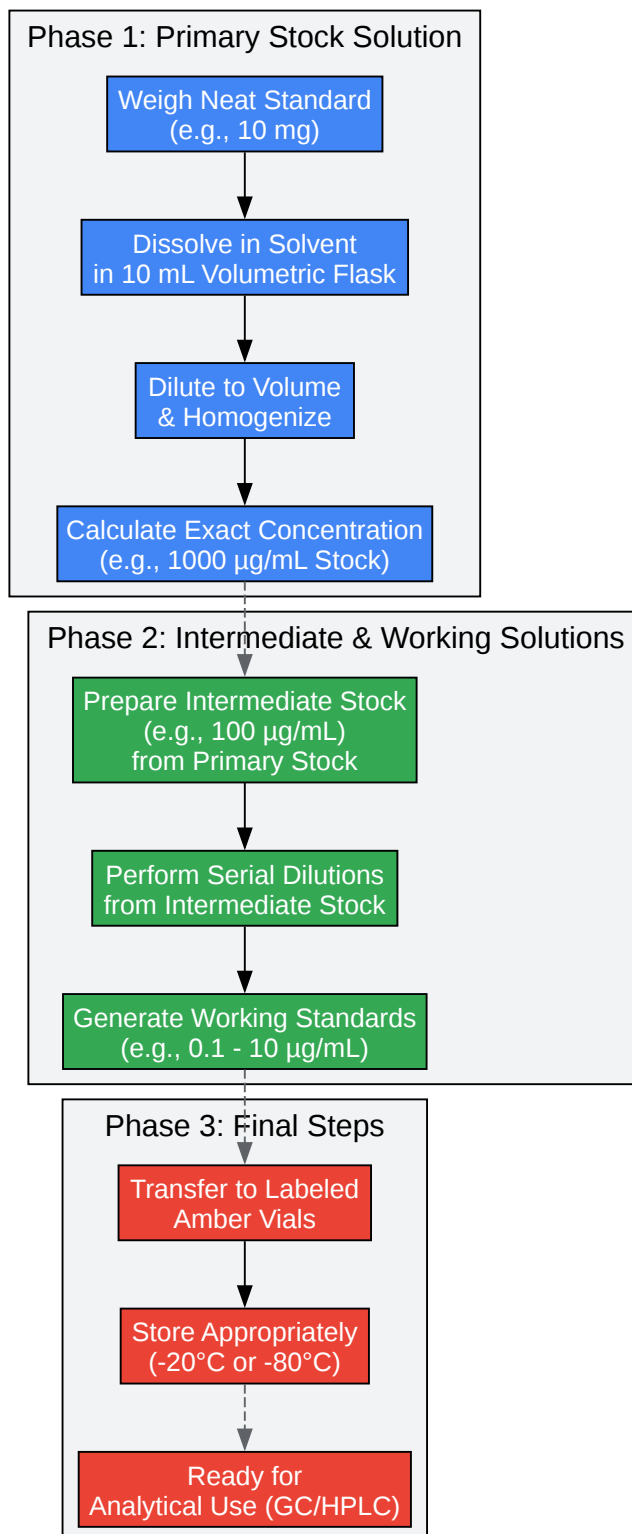 Phase 1: Primary Stock Solution
Weigh Neat Standard
(e.g., 10 mg)
Dissolve in Solvent
in 10 mL Volumetric Flask
Dilute to Volume
& Homogenize
Calculate Exact Concentration
(e.g., 1000 µg/mL Stock)
Phase 2: Intermediate & Working Solutions
Prepare Intermediate Stock
(e.g., 100 µg/mL)
from Primary Stock
Perform Serial Dilutions
from Intermediate Stock
Generate Working Standards
(e.g., 0.1 - 10 µg/mL)
Phase 3: Final Steps
Transfer to Labeled
Amber Vials
Store Appropriately
(-20°C or -80°C)
Ready for
Analytical Use (GC/HPLC)